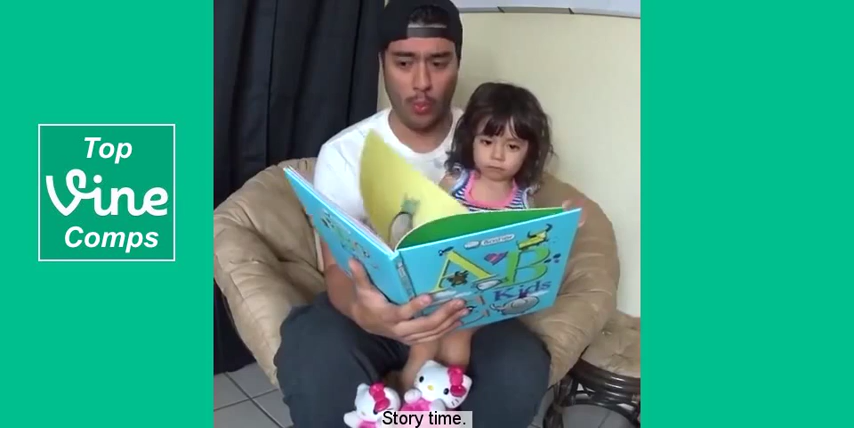 Top
Vine
Comps
AB
Kids
Story time.